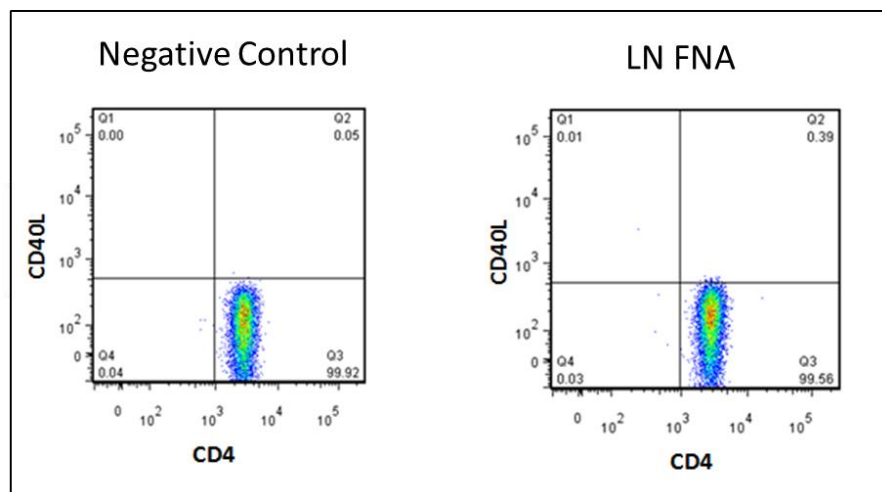 Negative Control
Q1
0.00
Q2
0.05
10^5
10^4
10^3
10^2
0
Q4
0.04
Q3
99.92
CD40L
0 10^2 10^3 10^4 10^5
CD4
LN FNA
Q1
0.01
Q2
0.39
10^5
10^4
10^3
10^2
0
Q4
0.03
Q3
99.56
CD40L
0 10^2 10^3 10^4 10^5
CD4